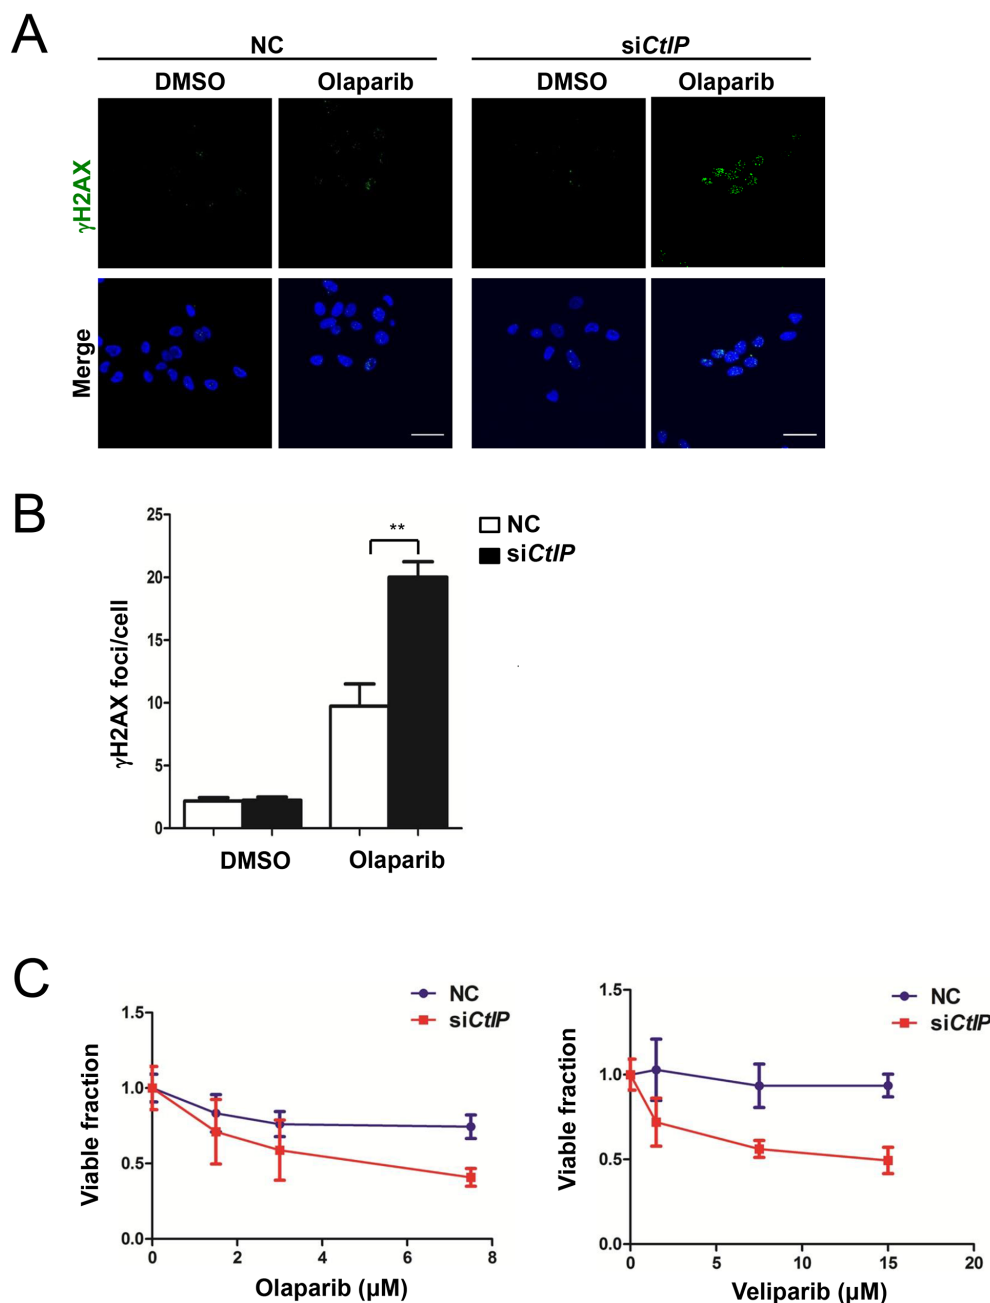 A
NC
siCtIP
DMSO
Olaparib
DMSO
Olaparib
γH2AX
Merge
B
25
20
15
10
5
0
γH2AX foci/cell
**
NC
siCtIP
DMSO
Olaparib
C
NC
siCtIP
1.5
1.0
0.5
0.0
Viable fraction
0
2
4
6
8
Olaparib (μM)
NC
siCtIP
1.5
1.0
0.5
0.0
Viable fraction
0
5
10
15
20
Veliparib (μM)